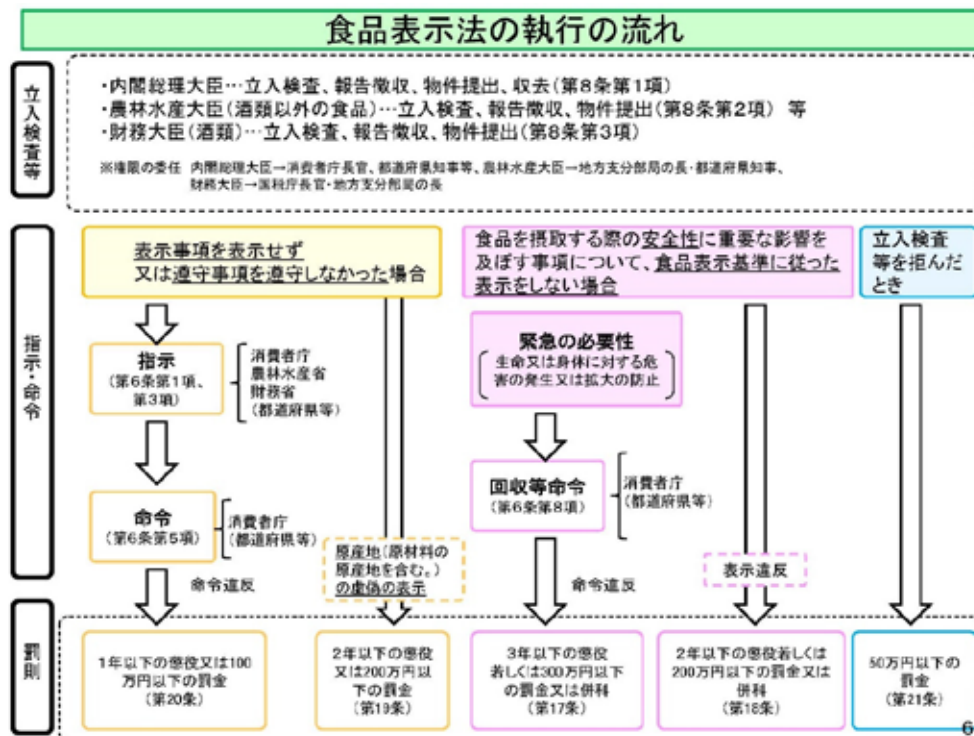 食品表示法の執行の流れ
立入検査等
・内閣総理大臣…立入検査、報告徴収、物件提出、収去(第8条第1項)
・農林水産大臣(酒類以外の食品)…立入検査、報告徴収、物件提出(第8条第2項) 等
・財務大臣(酒類)…立入検査、報告徴収、物件提出(第8条第3項)
※権限の委任 内閣総理大臣→消費者庁長官、都道府県知事等、農林水産大臣→地方支分部局の長・都道府県知事、
財務大臣→国税庁長官・地方支分部局の長
指示・命令
表示事項を表示せず
又は遵守事項を遵守しなかった場合
指示
(第6条第1項、
第3項)
消費者庁
農林水産省
財務省
(都道府県等)
命令
(第6条第5項)
消費者庁
(都道府県等)
命令違反
原産地(原材料の
原産地を含む。)
の虚偽の表示
食品を摂取する際の安全性に重要な影響を
及ぼす事項について、食品表示基準に従った
表示をしない場合
緊急の必要性
生命又は身体に対する危
害の発生又は拡大の防止
回収等命令
(第6条第8項)
消費者庁
(都道府県等)
命令違反
表示違反
立入検査
等を拒んだ
とき
罰則
1年以下の懲役又は100
万円以下の罰金
(第20条)
2年以下の懲役
又は200万円以
下の罰金
(第19条)
3年以下の懲役
若しくは300万円以下
の罰金又は併科
(第17条)
2年以下の懲役若しくは
200万円以下の罰金又は
併科
(第18条)
50万円以下の
罰金
(第21条)
6